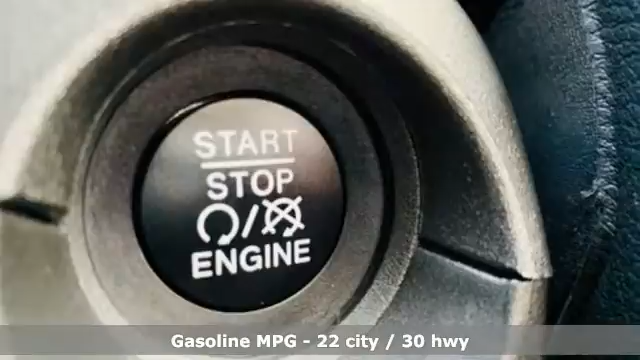 START
STOP
/
ENGINE
Gasoline MPG - 22 city / 30 hwy